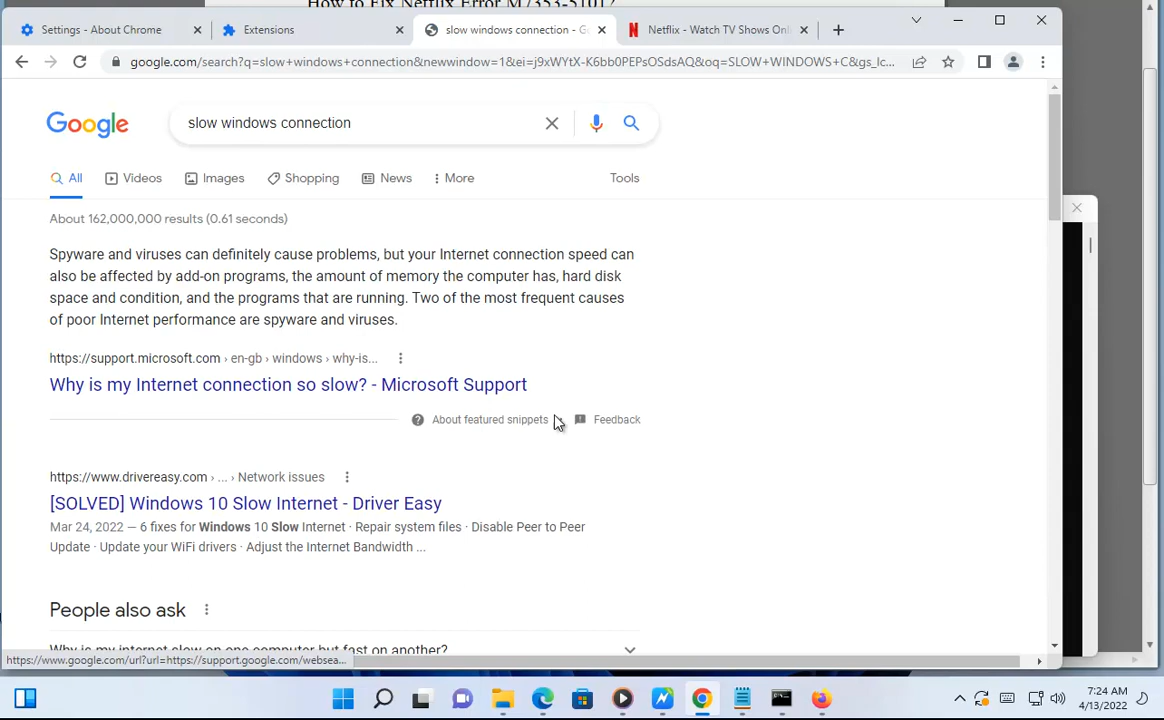 How to Fix Netflix Error M7353-5101?
Settings - About Chrome
Extensions
slow windows connection - G
Netflix - Watch TV Shows Onli
google.com/search?q=slow+windows+connection&newwindow=1&ei=j9xWYtX-K6bb0PEPsOSdsAQ&oq=SLOW+WINDOWS+C&gs_lc...
Google
slow windows connection
All
Videos
Images
Shopping
News
More
Tools
About 162,000,000 results (0.61 seconds)
Spyware and viruses can definitely cause problems, but your Internet connection speed can
also be affected by add-on programs, the amount of memory the computer has, hard disk
space and condition, and the programs that are running. Two of the most frequent causes
of poor Internet performance are spyware and viruses.
https://support.microsoft.com › en-gb › windows › why-is...
Why is my Internet connection so slow? - Microsoft Support
About featured snippets
Feedback
https://www.drivereasy.com › ... › Network issues
[SOLVED] Windows 10 Slow Internet - Driver Easy
Mar 24, 2022 — 6 fixes for Windows 10 Slow Internet · Repair system files · Disable Peer to Peer
Update · Update your WiFi drivers · Adjust the Internet Bandwidth ...
People also ask
Why is my internet slow on one computer but fast on another?
https://www.google.com/url?url=https://support.google.com/websea...
7:24 AM
4/13/2022